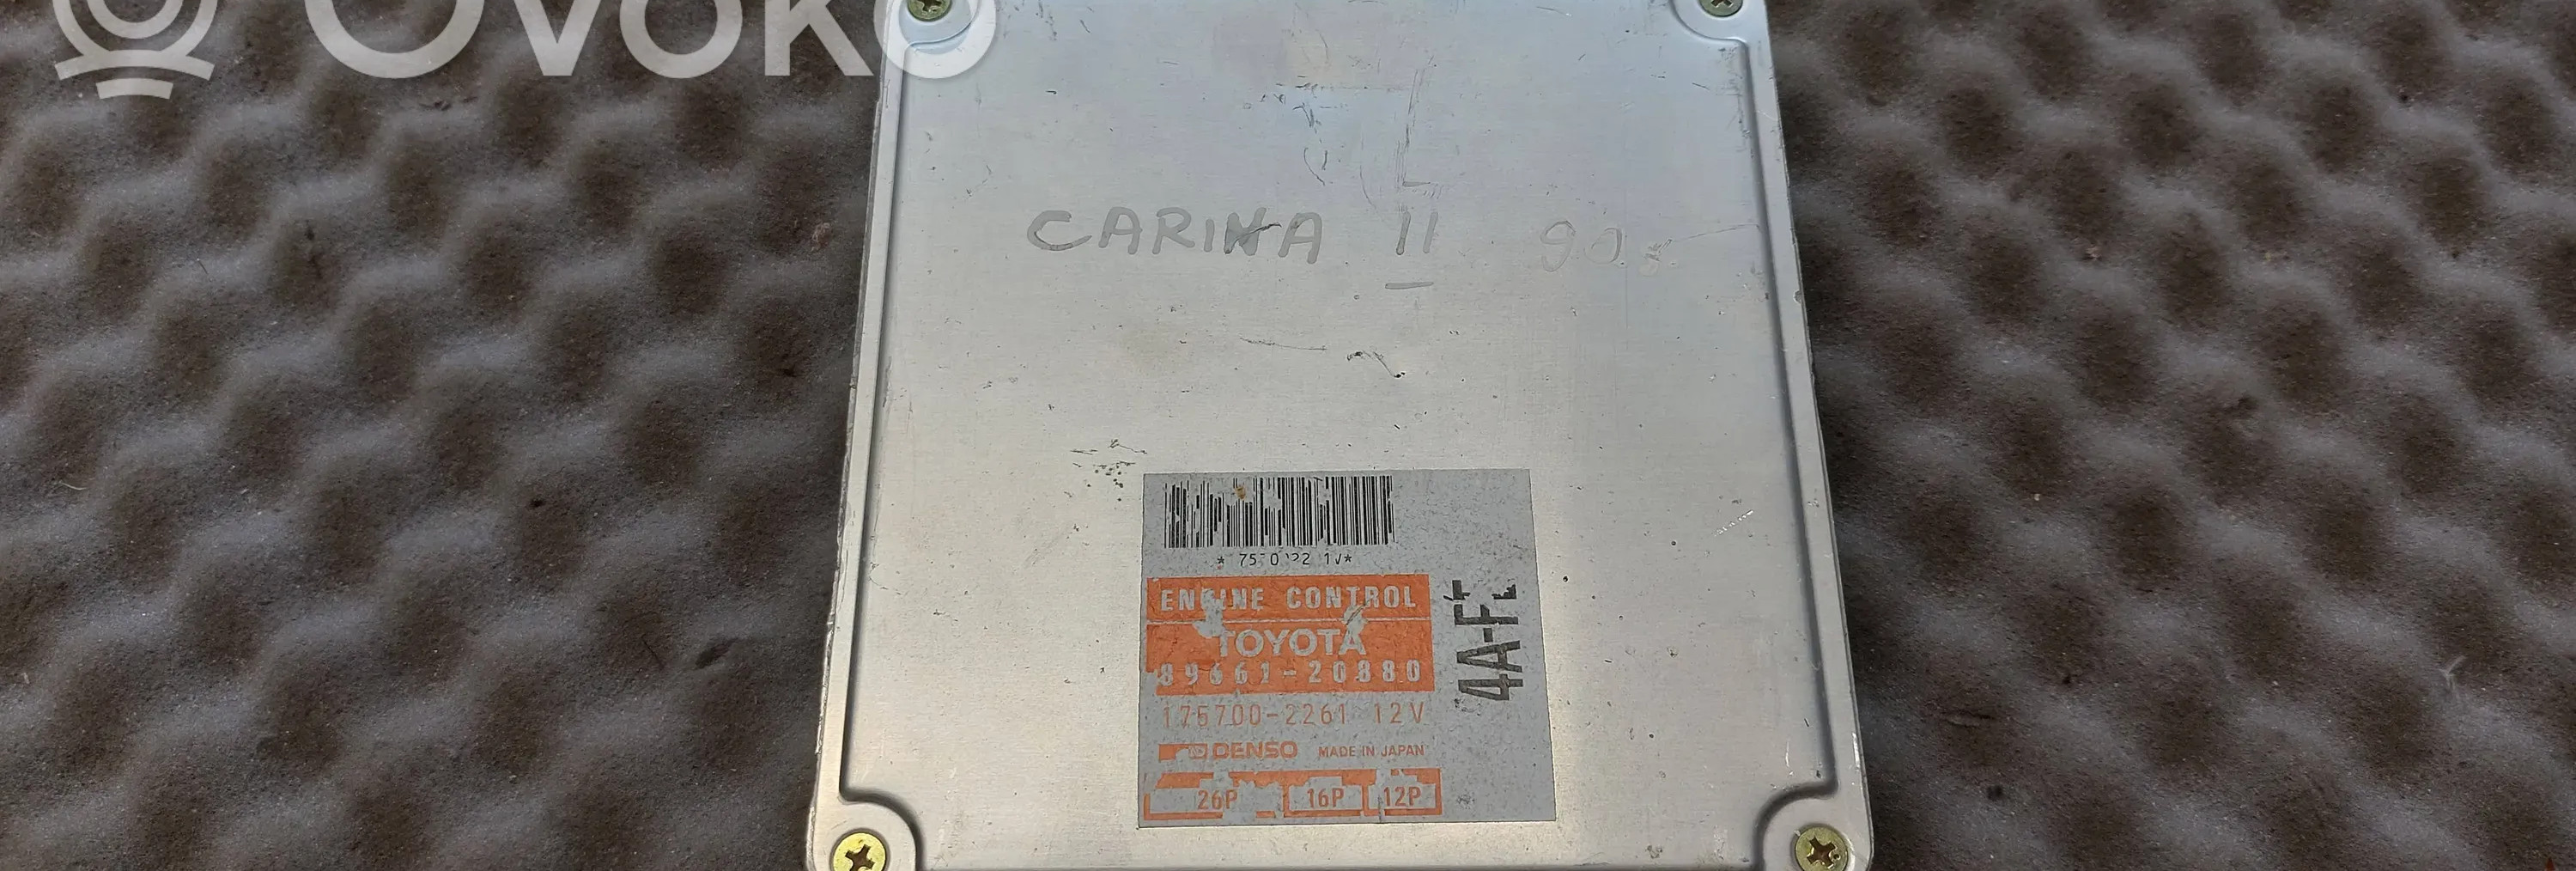 OVOKO
CARINA II 90
ENGINE CONTROL
TOYOTA
89661-20880
175700-2261 12V
DENSO MADE IN JAPAN
26P 16P 12P
4A-FE